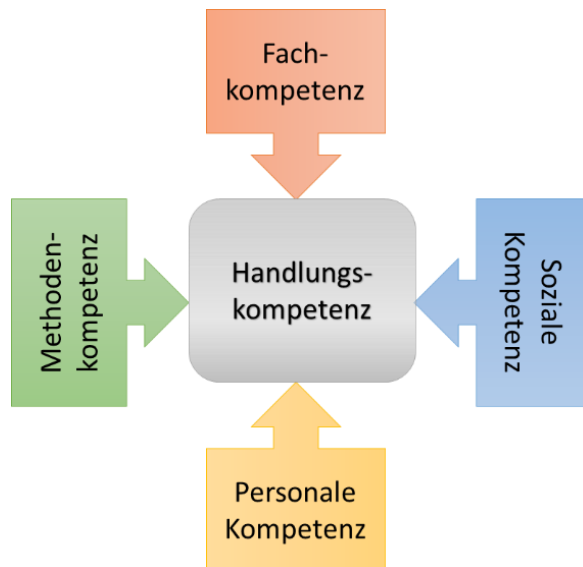 Fach-
kompetenz
Methoden-
kompetenz
Handlungs-
kompetenz
Soziale
Kompetenz
Personale
Kompetenz